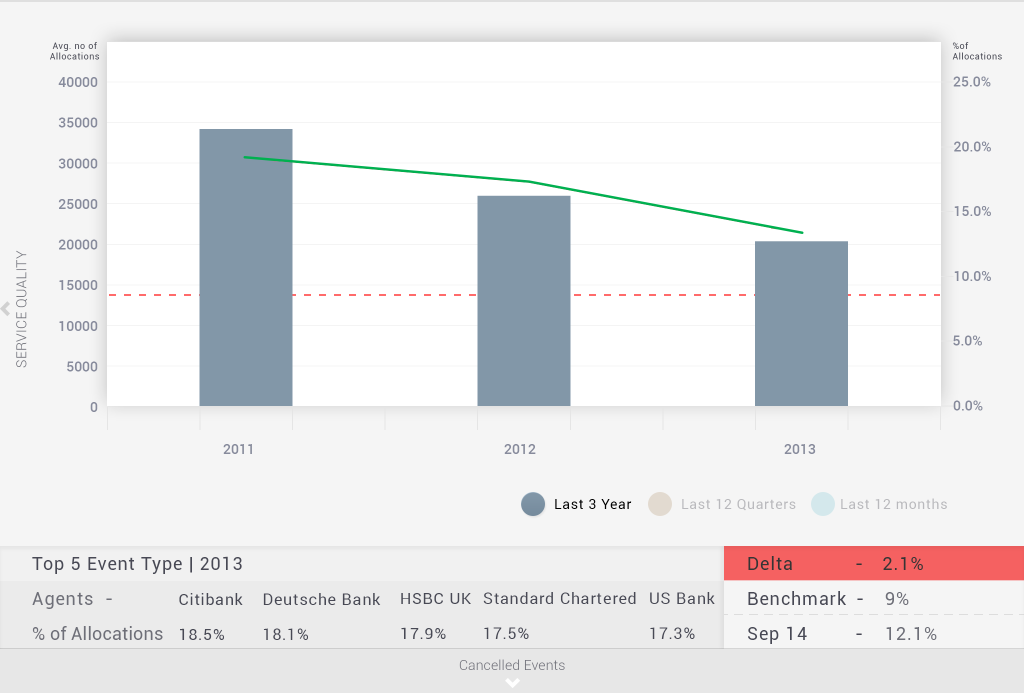 Avg. no of
Allocations
%of
Allocations
40000
35000
30000
25000
20000
15000
10000
5000
0
25.0%
20.0%
15.0%
10.0%
5.0%
0.0%
SERVICE QUALITY
2011 2012 2013
Last 3 Year Last 12 Quarters Last 12 months
Top 5 Event Type | 2013
Agents - Citibank Deutsche Bank HSBC UK Standard Chartered US Bank
% of Allocations 18.5% 18.1% 17.9% 17.5% 17.3%
Delta - 2.1%
Benchmark - 9%
Sep 14 - 12.1%
Cancelled Events